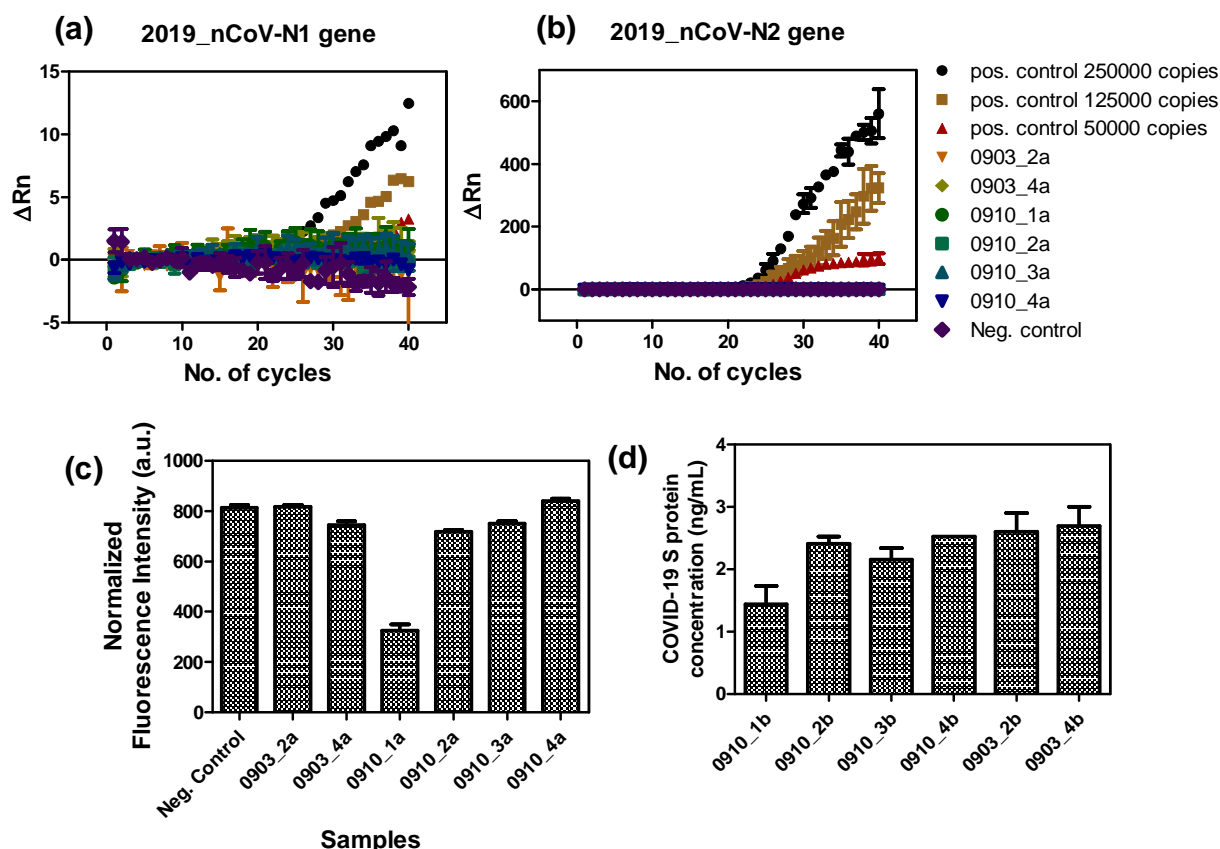 (a)
2019_nCoV-N1 gene
15
10
5
0
-5
ΔRn
0
10
20
30
40
No. of cycles
(b)
2019_nCoV-N2 gene
600
400
200
0
ΔRn
0
10
20
30
40
No. of cycles
pos. control 250000 copies
pos. control 125000 copies
pos. control 50000 copies
0903_2a
0903_4a
0910_1a
0910_2a
0910_3a
0910_4a
Neg. control
(c)
Normalized
Fluorescence Intensity (a.u.)
1000
800
600
400
200
0
Neg. Control
0903_2a
0903_4a
0910_1a
0910_2a
0910_3a
0910_4a
Samples
(d)
COVID-19 S protein
concentration (ng/mL)
4
3
2
1
0
0910_1b
0910_2b
0910_3b
0910_4b
0903_2b
0903_4b